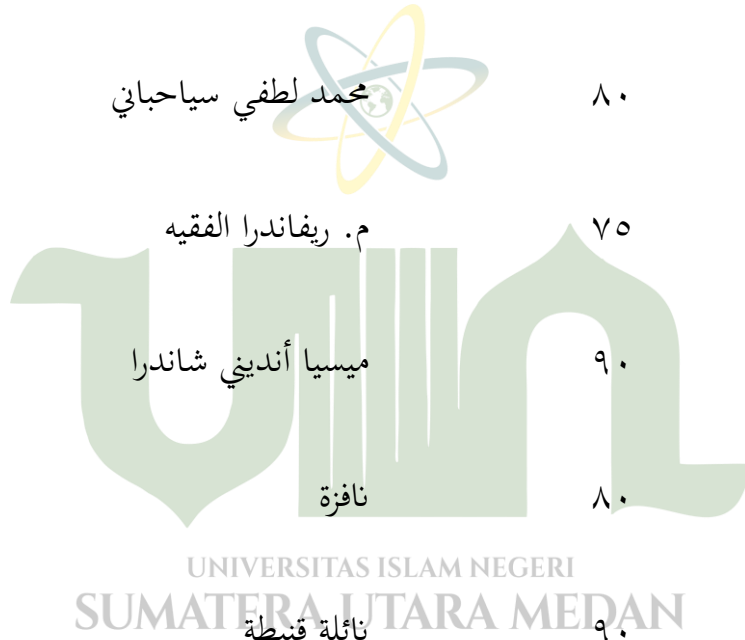 محمد لطفي سياحباني ٨٠
م. ريفاندرا الفقيه ٧٥
ميسيا أنديني شاندرا ٩٠
نافزة ٨٠
UNIVERSITAS ISLAM NEGERI
SUMATERA UTARA MEDAN
نائلة قنيطة ٩٠